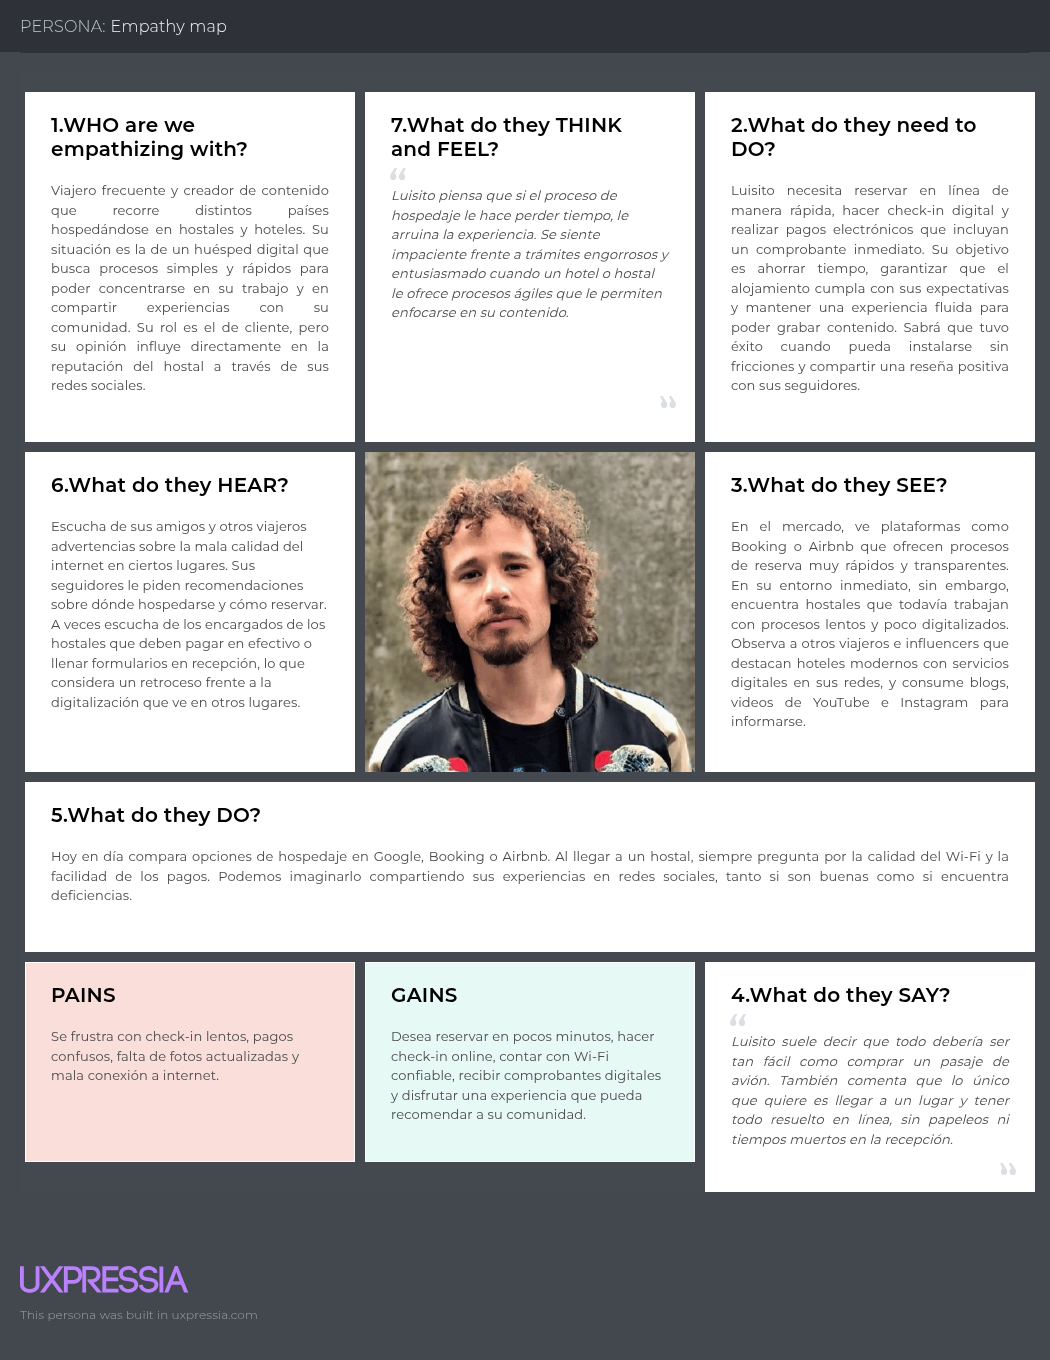 PERSONA: Empathy map
1.WHO are we
empathizing with?
Viajero frecuente y creador de contenido
que recorre distintos países
hospedándose en hostales y hoteles. Su
situación es la de un huésped digital que
busca procesos simples y rápidos para
poder concentrarse en su trabajo y en
compartir experiencias con su
comunidad. Su rol es el de cliente, pero
su opinión influye directamente en la
reputación del hostal a través de sus
redes sociales.
7.What do they THINK
and FEEL?
“
Luisito piensa que si el proceso de
hospedaje le hace perder tiempo, le
arruina la experiencia. Se siente
impaciente frente a trámites engorrosos y
entusiasmado cuando un hotel o hostal
le ofrece procesos ágiles que le permiten
enfocarse en su contenido.
”
2.What do they need to
DO?
Luisito necesita reservar en línea de
manera rápida, hacer check-in digital y
realizar pagos electrónicos que incluyan
un comprobante inmediato. Su objetivo
es ahorrar tiempo, garantizar que el
alojamiento cumpla con sus expectativas
y mantener una experiencia fluida para
poder grabar contenido. Sabrá que tuvo
éxito cuando pueda instalarse sin
fricciones y compartir una reseña positiva
con sus seguidores.
6.What do they HEAR?
Escucha de sus amigos y otros viajeros
advertencias sobre la mala calidad del
internet en ciertos lugares. Sus
seguidores le piden recomendaciones
sobre dónde hospedarse y cómo reservar.
A veces escucha de los encargados de los
hostales que deben pagar en efectivo o
llenar formularios en recepción, lo que
considera un retroceso frente a la
digitalización que ve en otros lugares.
3.What do they SEE?
En el mercado, ve plataformas como
Booking o Airbnb que ofrecen procesos
de reserva muy rápidos y transparentes.
En su entorno inmediato, sin embargo,
encuentra hostales que todavía trabajan
con procesos lentos y poco digitalizados.
Observa a otros viajeros e influencers que
destacan hoteles modernos con servicios
digitales en sus redes, y consume blogs,
videos de YouTube e Instagram para
informarse.
5.What do they DO?
Hoy en día compara opciones de hospedaje en Google, Booking o Airbnb. Al llegar a un hostal, siempre pregunta por la calidad del Wi-Fi y la
facilidad de los pagos. Podemos imaginarlo compartiendo sus experiencias en redes sociales, tanto si son buenas como si encuentra
deficiencias.
PAINS
Se frustra con check-in lentos, pagos
confusos, falta de fotos actualizadas y
mala conexión a internet.
GAINS
Desea reservar en pocos minutos, hacer
check-in online, contar con Wi-Fi
confiable, recibir comprobantes digitales
y disfrutar una experiencia que pueda
recomendar a su comunidad.
4.What do they SAY?
“
Luisito suele decir que todo debería ser
tan fácil como comprar un pasaje de
avión. También comenta que lo único
que quiere es llegar a un lugar y tener
todo resuelto en línea, sin papeleos ni
tiempos muertos en la recepción.
”
UXPRESSIA
This persona was built in uxpressia.com